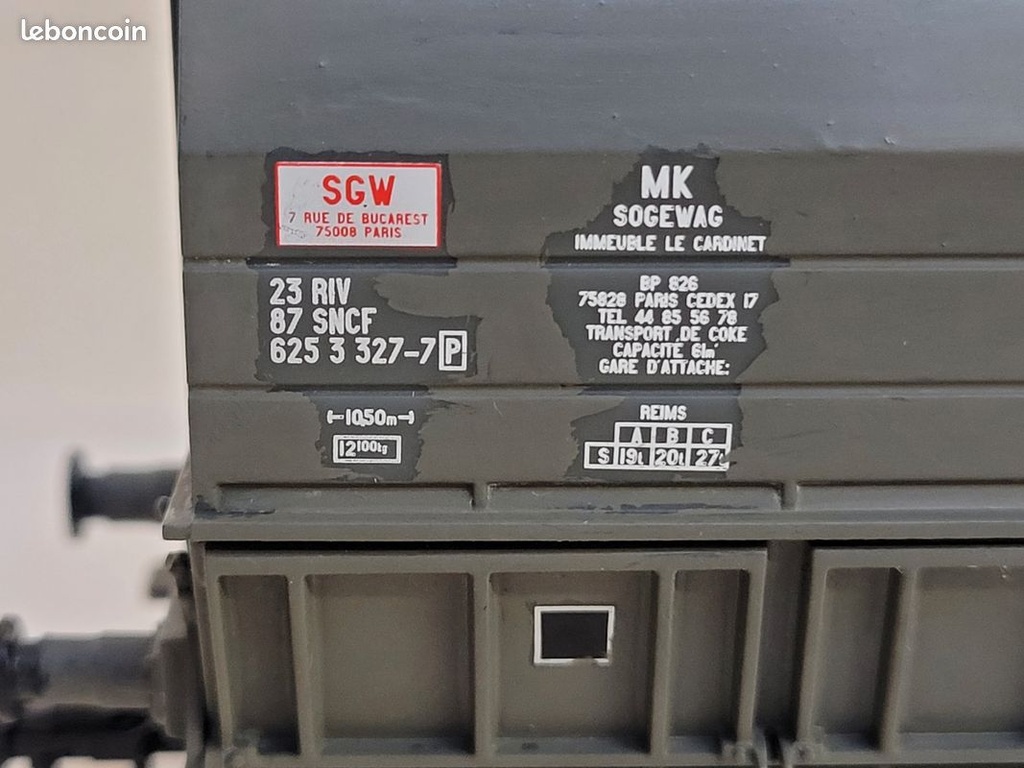 leboncoin
SGW
7 RUE DE BUCAREST
75008 PARIS
23 RIV
87 SNCF
625 3 327-7 P
10,50m
12100kg
MK
SOGEWAG
IMMEUBLE LE CARDINET
BP 826
75828 PARIS CEDEX 17
TEL 44 85 56 78
TRANSPORT DE COKE
CAPACITE 61m³
GARE D'ATTACHE:
REIMS
A B C
S 19t 20t 27t